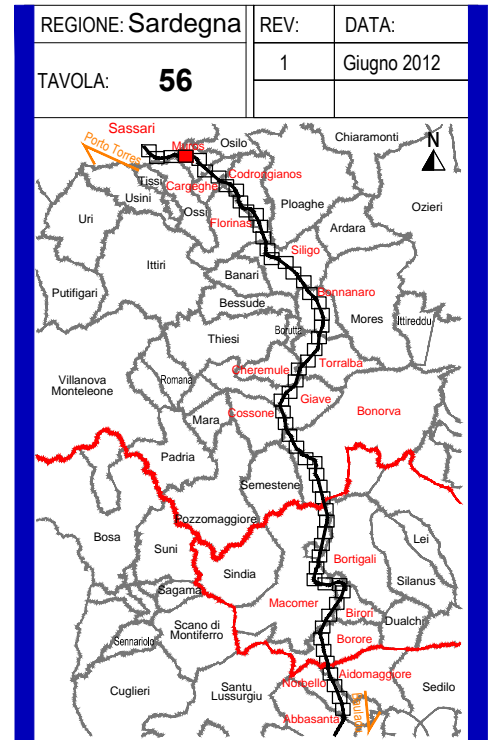 REGIONE: Sardegna
REV:
DATA:
TAVOLA: 56
1
Giugno 2012
Sassari
Porto Torres
Muros
Osilo
Chiaramonti
N
Tissi
Cargeghe
Codrongianos
Usini
Ossi
Ploaghe
Ozieri
Uri
Florinas
Ardara
Ittiri
Siligo
Banari
Putifigari
Bessude
Bonnanaro
Mores
Ittireddu
Thiesi
Borutta
Cheremule
Torralba
Villanova
Monteleone
Romana
Giave
Cossone
Bonorva
Mara
Padria
Semestene
Pozzomaggiore
Bosa
Suni
Lei
Bortigali
Sindia
Silanus
Sagama
Macomer
Birori
Dualchi
Scano di
Montiferro
Sennariolo
Borore
Aidomaggiore
Norbello
Cuglieri
Santu
Lussurgiu
Sedilo
Abbasanta